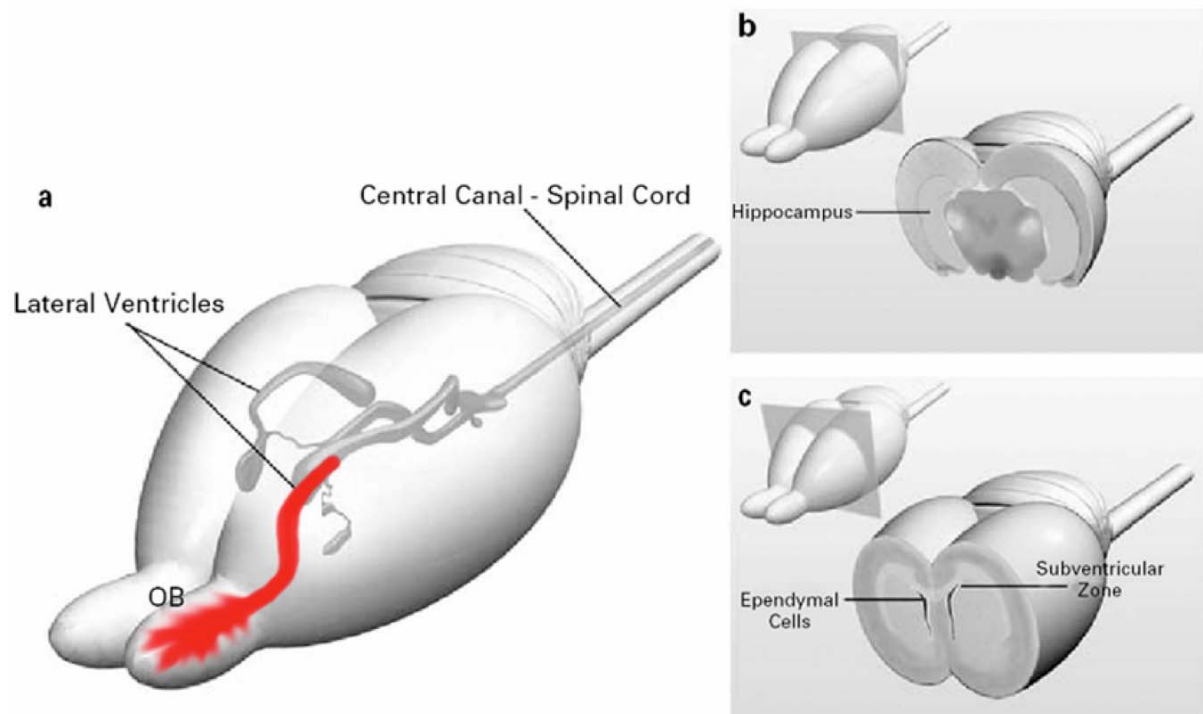 a
Central Canal - Spinal Cord
Lateral Ventricles
OB
b
Hippocampus
c
Subventricular
Zone
Ependymal
Cells